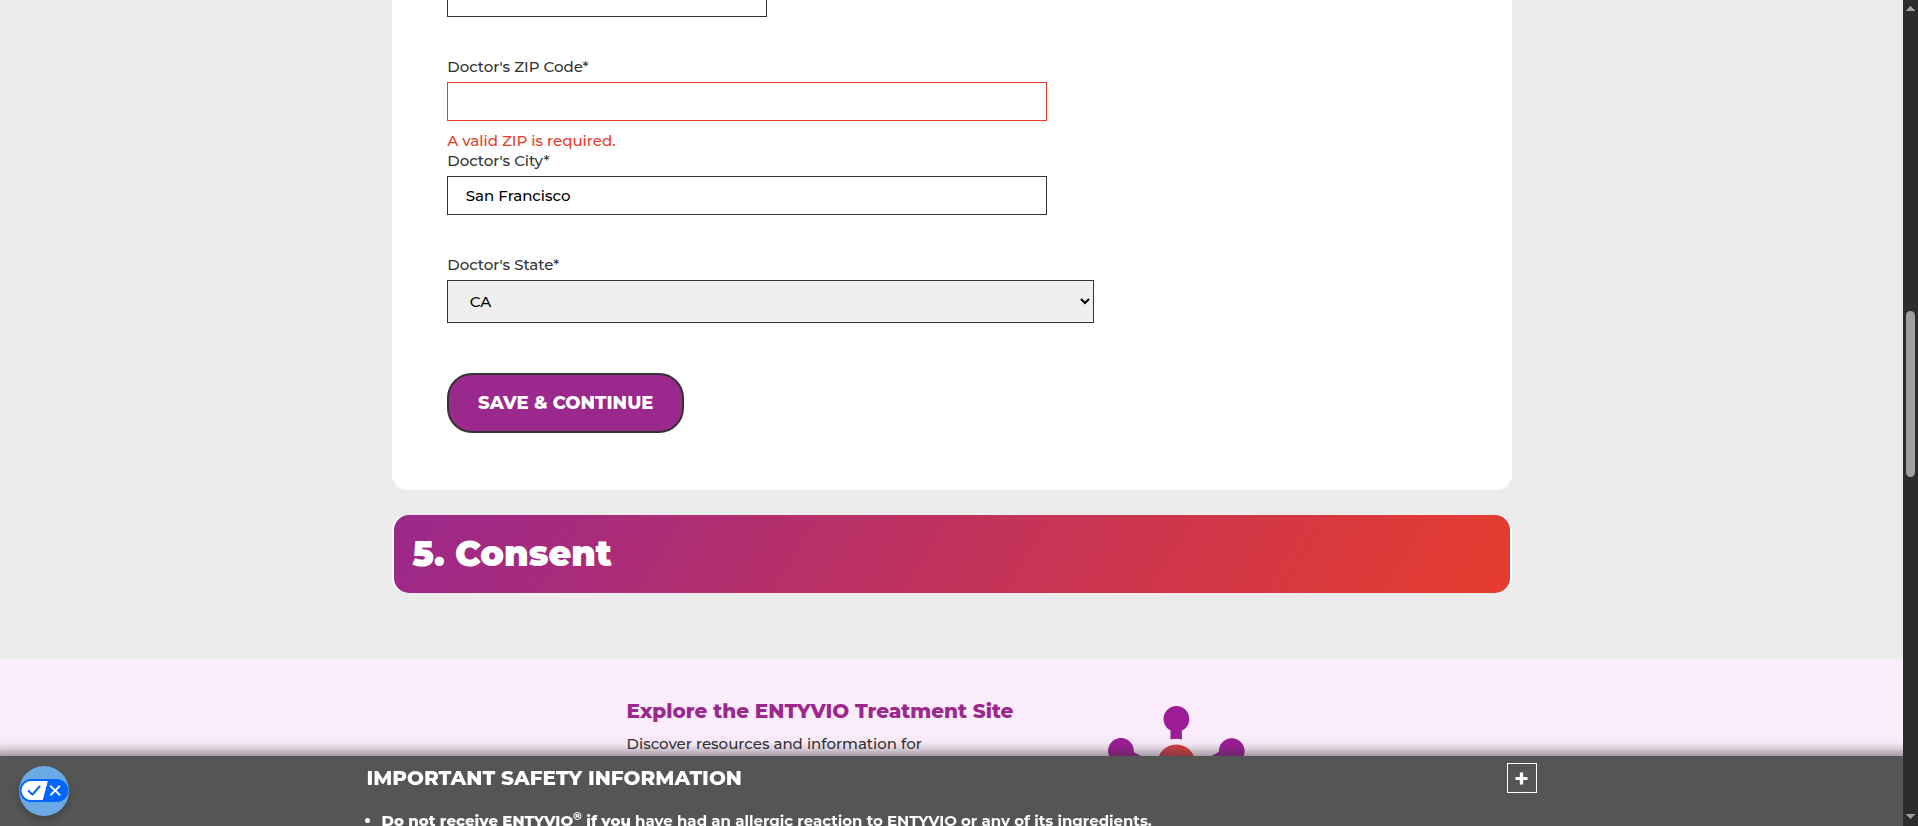 Doctor's ZIP Code*
A valid ZIP is required.
Doctor's City*
San Francisco
Doctor's State*
CA
SAVE & CONTINUE
5. Consent
Explore the ENTYVIO Treatment Site
Discover resources and information for
IMPORTANT SAFETY INFORMATION
• Do not receive ENTYVIO® if you have had an allergic reaction to ENTYVIO or any of its ingredients.